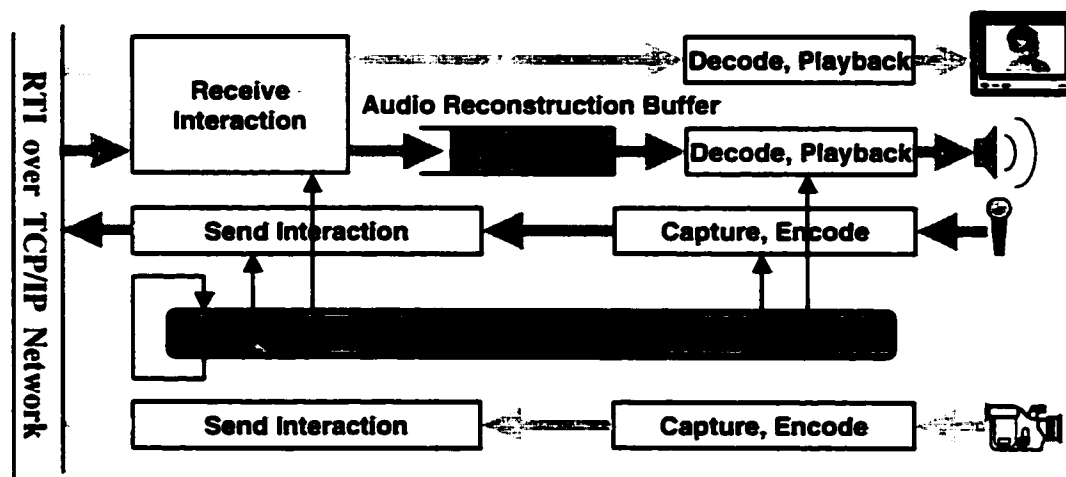 RTI over TCP/IP Network
Receive
Interaction
Decode, Playback
Audio Reconstruction Buffer
Decode, Playback
Send Interaction
Capture, Encode
Send Interaction
Capture, Encode